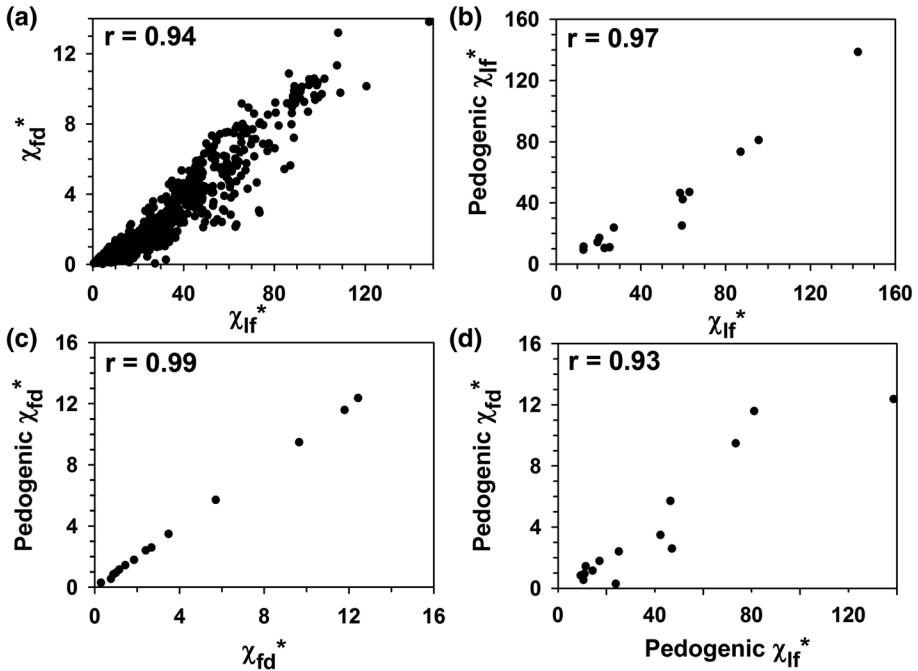 (a)
r = 0.94
χfd*
12
8
4
0
0 40 80 120
χlf*
(b)
r = 0.97
Pedogenic χlf*
160
120
80
40
0
0 40 80 120 160
χlf*
(c)
r = 0.99
Pedogenic χfd*
16
12
8
4
0
0 4 8 12 16
χfd*
(d)
r = 0.93
Pedogenic χfd*
16
12
8
4
0
0 40 80 120
Pedogenic χlf*